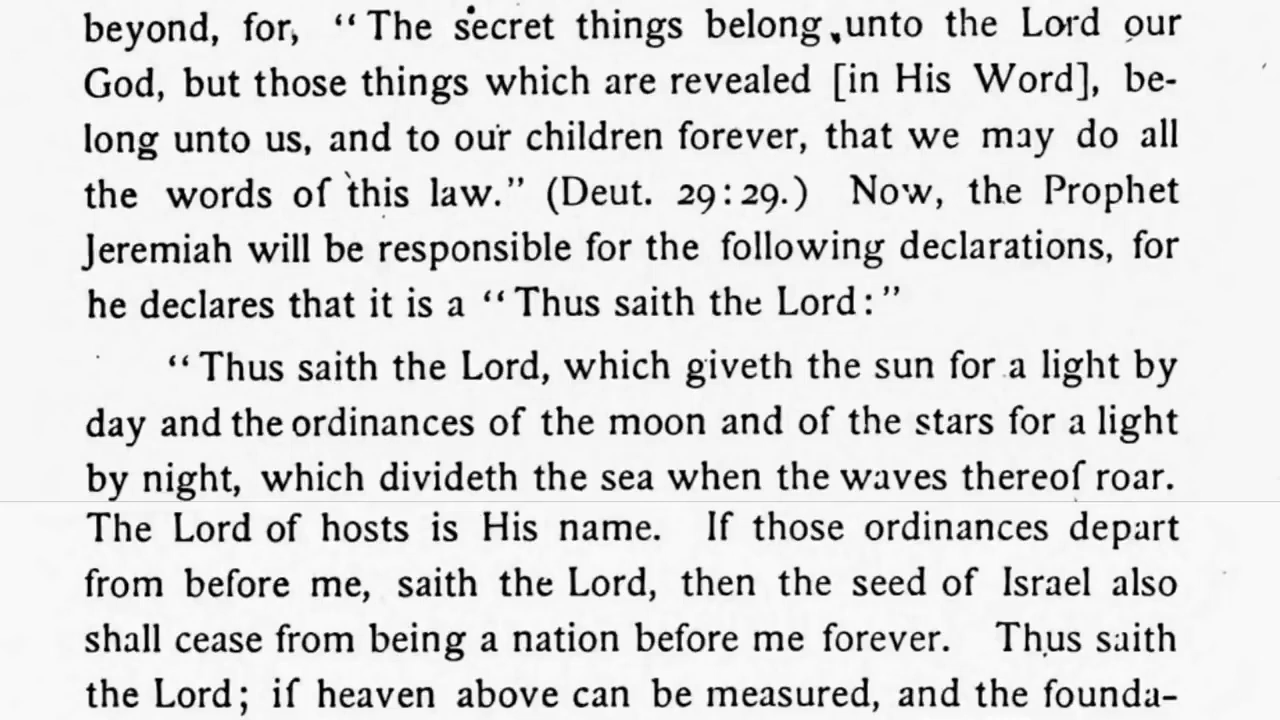 beyond, for, “The secret things belong unto the Lord our
God, but those things which are revealed [in His Word], be-
long unto us, and to our children forever, that we may do all
the words of this law.” (Deut. 29:29.) Now, the Prophet
Jeremiah will be responsible for the following declarations, for
he declares that it is a “Thus saith the Lord:”
“Thus saith the Lord, which giveth the sun for a light by
day and the ordinances of the moon and of the stars for a light
by night, which divideth the sea when the waves thereof roar.
The Lord of hosts is His name. If those ordinances depart
from before me, saith the Lord, then the seed of Israel also
shall cease from being a nation before me forever. Thus saith
the Lord; if heaven above can be measured, and the founda-